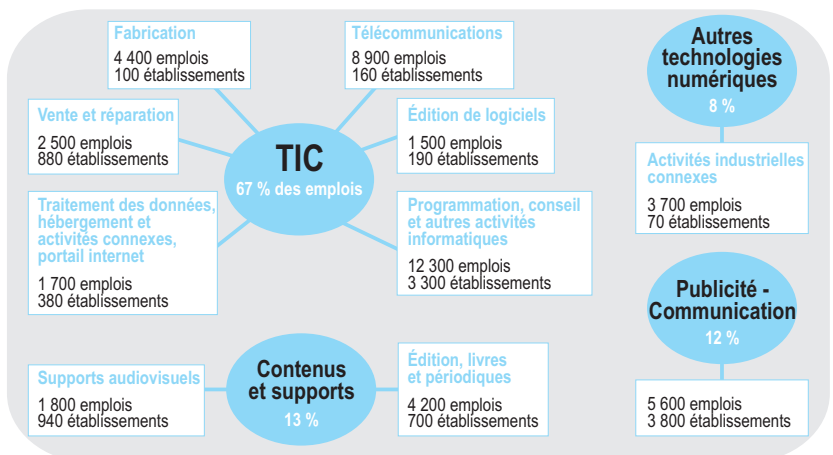 Fabrication
4 400 emplois
100 établissements
Télécommunications
8 900 emplois
160 établissements
Vente et réparation
2 500 emplois
880 établissements
TIC
67 % des emplois
Édition de logiciels
1 500 emplois
190 établissements
Traitement des données,
hébergement et
activités connexes,
portail internet
1 700 emplois
380 établissements
Programmation, conseil
et autres activités
informatiques
12 300 emplois
3 300 établissements
Supports audiovisuels
1 800 emplois
940 établissements
Contenus
et supports
13 %
Édition, livres
et périodiques
4 200 emplois
700 établissements
Autres
technologies
numériques
8 %
Activités industrielles
connexes
3 700 emplois
70 établissements
Publicité -
Communication
12 %
5 600 emplois
3 800 établissements